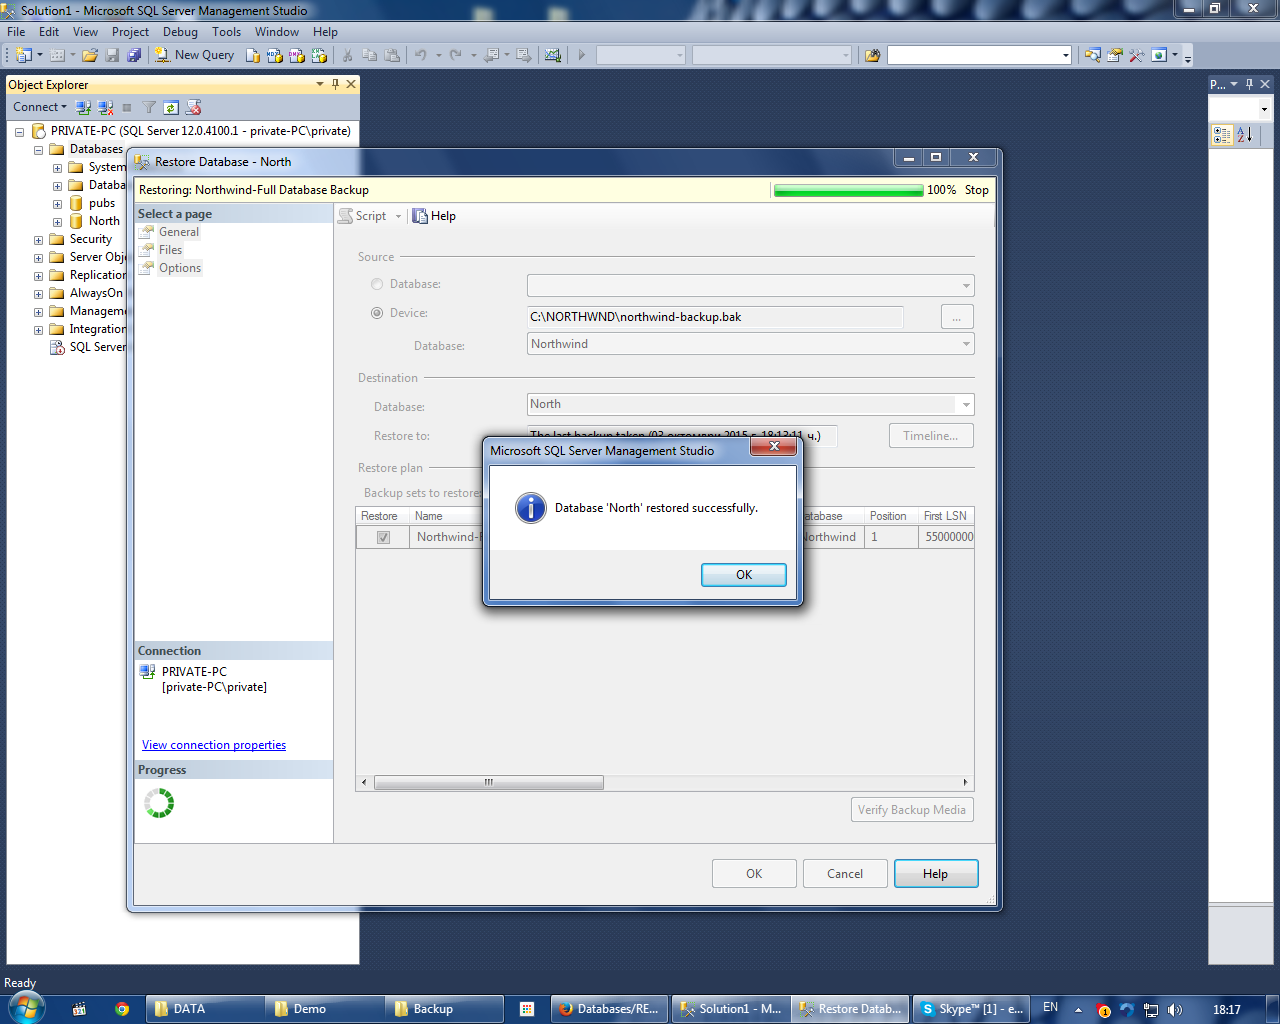 Solution1 - Microsoft SQL Server Management Studio
File Edit View Project Debug Tools Window Help
New Query
Object Explorer
Connect
PRIVATE-PC (SQL Server 12.0.4100.1 - private-PC\private)
Databases
System
Databa
pubs
North
Security
Server Obj
Replication
AlwaysOn
Managem
Integration
SQL Server
P...
Restore Database - North
Restoring: Northwind-Full Database Backup
100% Stop
Select a page
General
Files
Options
Script Help
Source
Database:
Device: C:\NORTHWND\northwind-backup.bak ...
Database: Northwind
Destination
Database: North
Restore to: The last backup taken (03 октомври 2015 г. 18:13:11 ч.) Timeline...
Restore plan
Backup sets to restore:
Restore Name atabase Position First LSN
Northwind-F Northwind 1 55000000
Microsoft SQL Server Management Studio
Database 'North' restored successfully.
OK
Connection
PRIVATE-PC
[private-PC\private]
View connection properties
Progress
Verify Backup Media
OK Cancel Help
Ready
321 DATA Demo Backup Databases/RE... Solution1 - M... Restore Datab... Skype™ [1] - e... EN 1 18:17